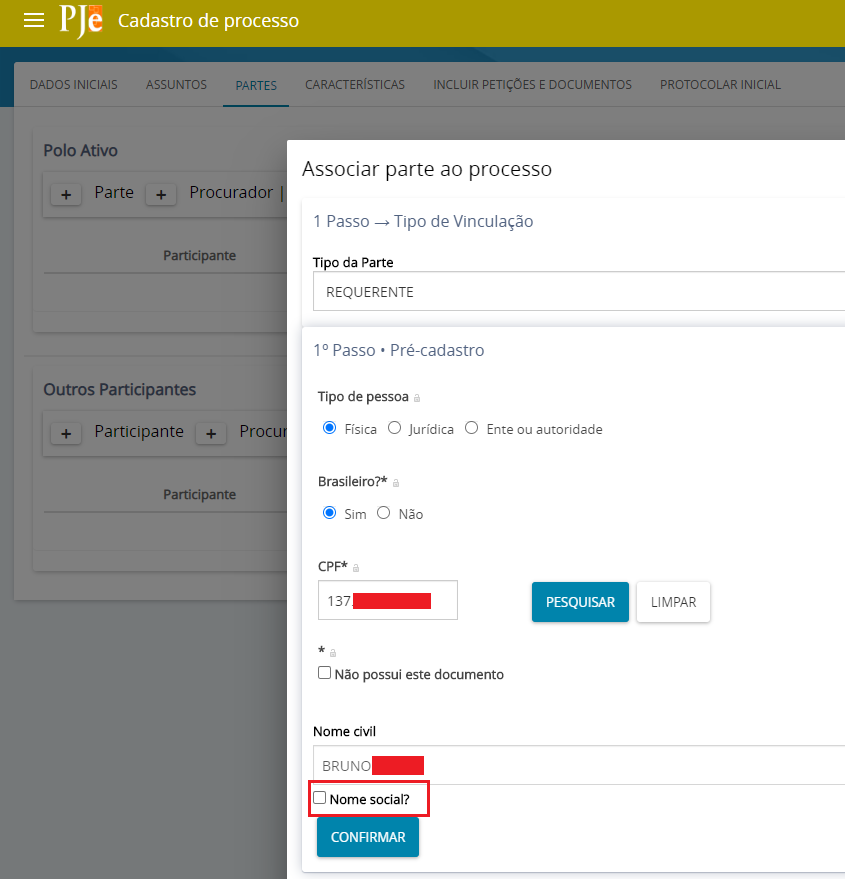 PJe Cadastro de processo
DADOS INICIAIS ASSUNTOS PARTES CARACTERÍSTICAS INCLUIR PETIÇÕES E DOCUMENTOS PROTOCOLAR INICIAL
Polo Ativo
+ Parte + Procurador |
Participante
Outros Participantes
+ Participante + Procur
Participante
Associar parte ao processo
1 Passo → Tipo de Vinculação
Tipo da Parte
REQUERENTE
1º Passo • Pré-cadastro
Tipo de pessoa
Física Jurídica Ente ou autoridade
Brasileiro?*
Sim Não
CPF*
137. PESQUISAR LIMPAR
*
Não possui este documento
Nome civil
BRUNO
Nome social?
CONFIRMAR